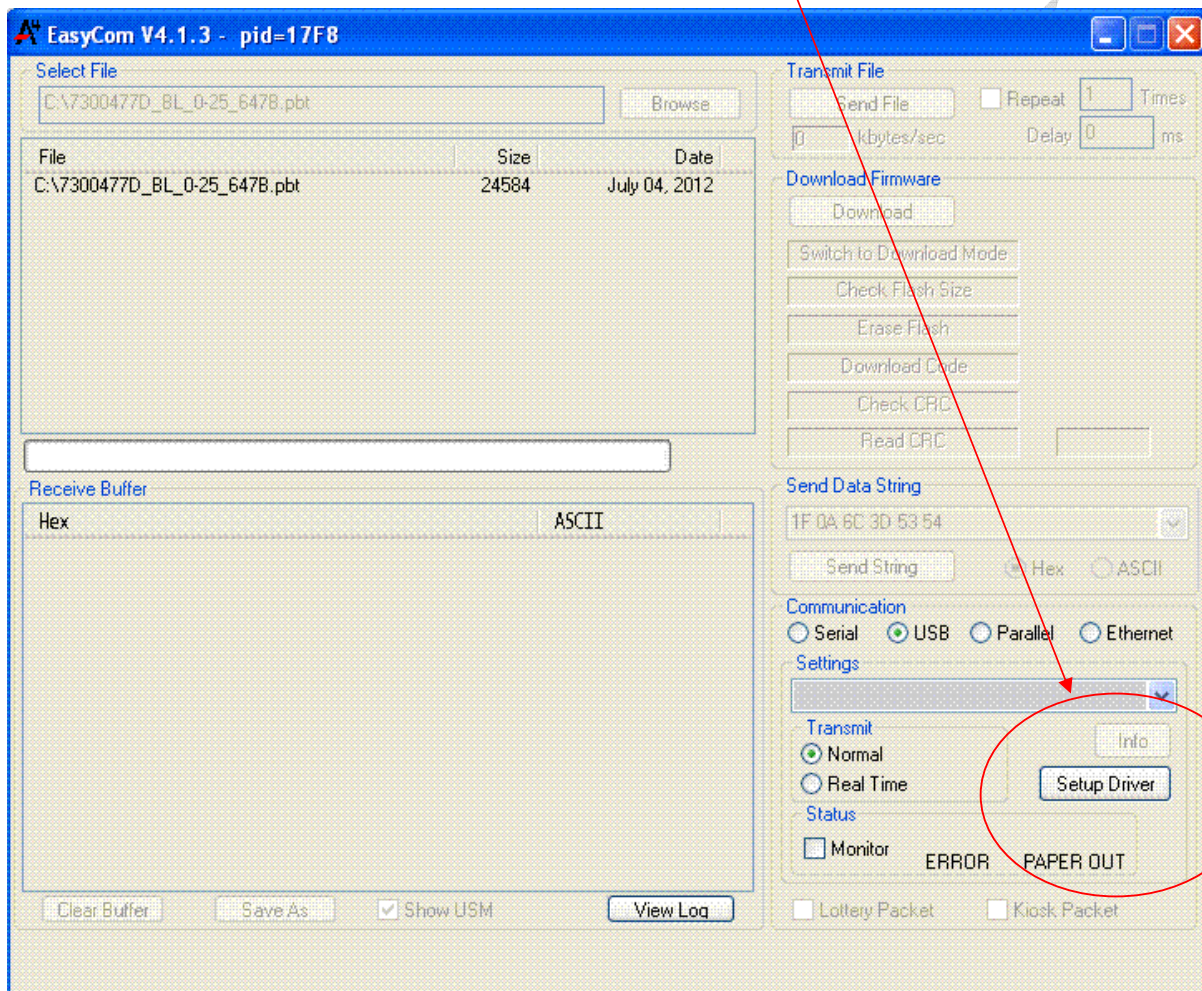 EasyCom V4.1.3 - pid=17F8
Select File
C:\7300477D_BL_0-25_647B.pbt Browse
File Size Date
C:\7300477D_BL_0-25_647B.pbt 24584 July 04, 2012
Receive Buffer
Hex ASCII
Clear Buffer Save As Show USM View Log
Transmit File
Send File Repeat 1 Times
0 kbytes/sec Delay 0 ms
Download Firmware
Download
Switch to Download Mode
Check Flash Size
Erase Flash
Download Code
Check CRC
Read CRC
Send Data String
1F 0A 6C 3D 53 54
Send String Hex ASCII
Communication
Serial USB Parallel Ethernet
Settings
Transmit
Info
Normal
Real Time
Setup Driver
Status
Monitor ERROR PAPER OUT
Lottery Packet Kiosk Packet